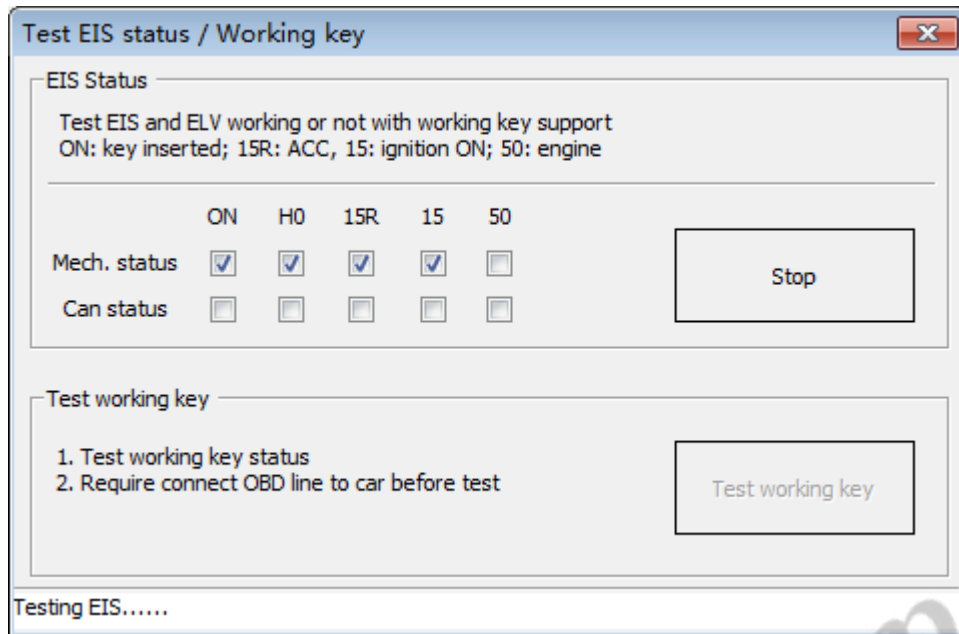 Test EIS status / Working key
EIS Status
Test EIS and ELV working or not with working key support
ON: key inserted; 15R: ACC, 15: ignition ON; 50: engine
ON H0 15R 15 50
Mech. status
Stop
Can status
Test working key
1. Test working key status
2. Require connect OBD line to car before test
Test working key
Testing EIS......